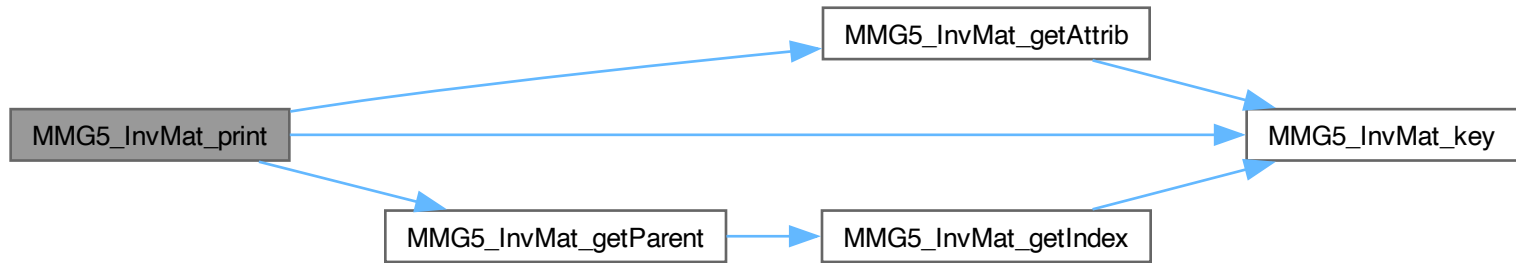 MMG5_InvMat_getAttrib
MMG5_InvMat_print
MMG5_InvMat_key
MMG5_InvMat_getParent
MMG5_InvMat_getIndex